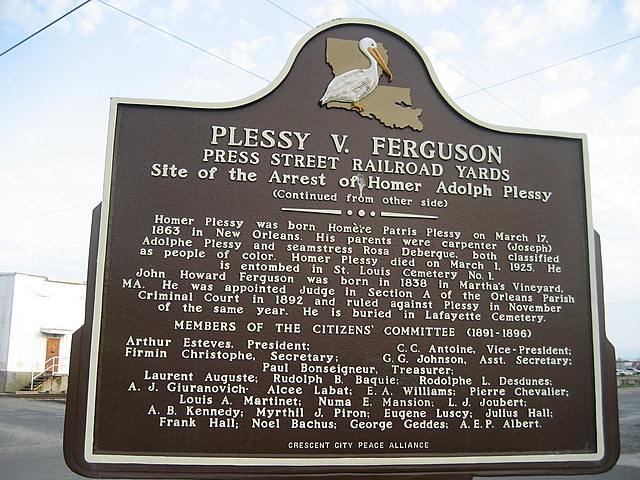 PLESSY V. FERGUSON
PRESS STREET RAILROAD YARDS
Site of the Arrest of Homer Adolph Plessy
(Continued from other side)
Homer Plessy was born Homère Patris Plessy on March 17,
1863 in New Orleans. His parents were carpenter (Joseph)
Adolphe Plessy and seamstress Rosa Debergue, both classified
as people of color. Homer Plessy died on March 1, 1925. He
is entombed in St. Louis Cemetery No. 1.
John Howard Ferguson was born in 1838 in Martha's Vineyard,
MA. He was appointed Judge in Section A of the Orleans Parish
Criminal Court in 1892 and ruled against Plessy in November
of the same year. He is buried in Lafayette Cemetery.
MEMBERS OF THE CITIZENS' COMMITTEE (1891-1896)
Arthur Esteves, President; C.C. Antoine, Vice-President;
Firmin Christophe, Secretary; G.G. Johnson, Asst. Secretary;
Paul Bonseigneur, Treasurer;
Laurent Auguste; Rudolph B. Baquie; Rodolphe L. Desdunes;
A. J. Giuranovich· Alcee Labat; E. A. Williams; Pierre Chevalier;
Louis A. Martinet; Numa E. Mansion; L. J. Joubert;
A. B. Kennedy; Myrthil J. Piron; Eugene Luscy; Julius Hall;
Frank Hall; Noel Bachus; George Geddes; A.E.P. Albert.
CRESCENT CITY PEACE ALLIANCE